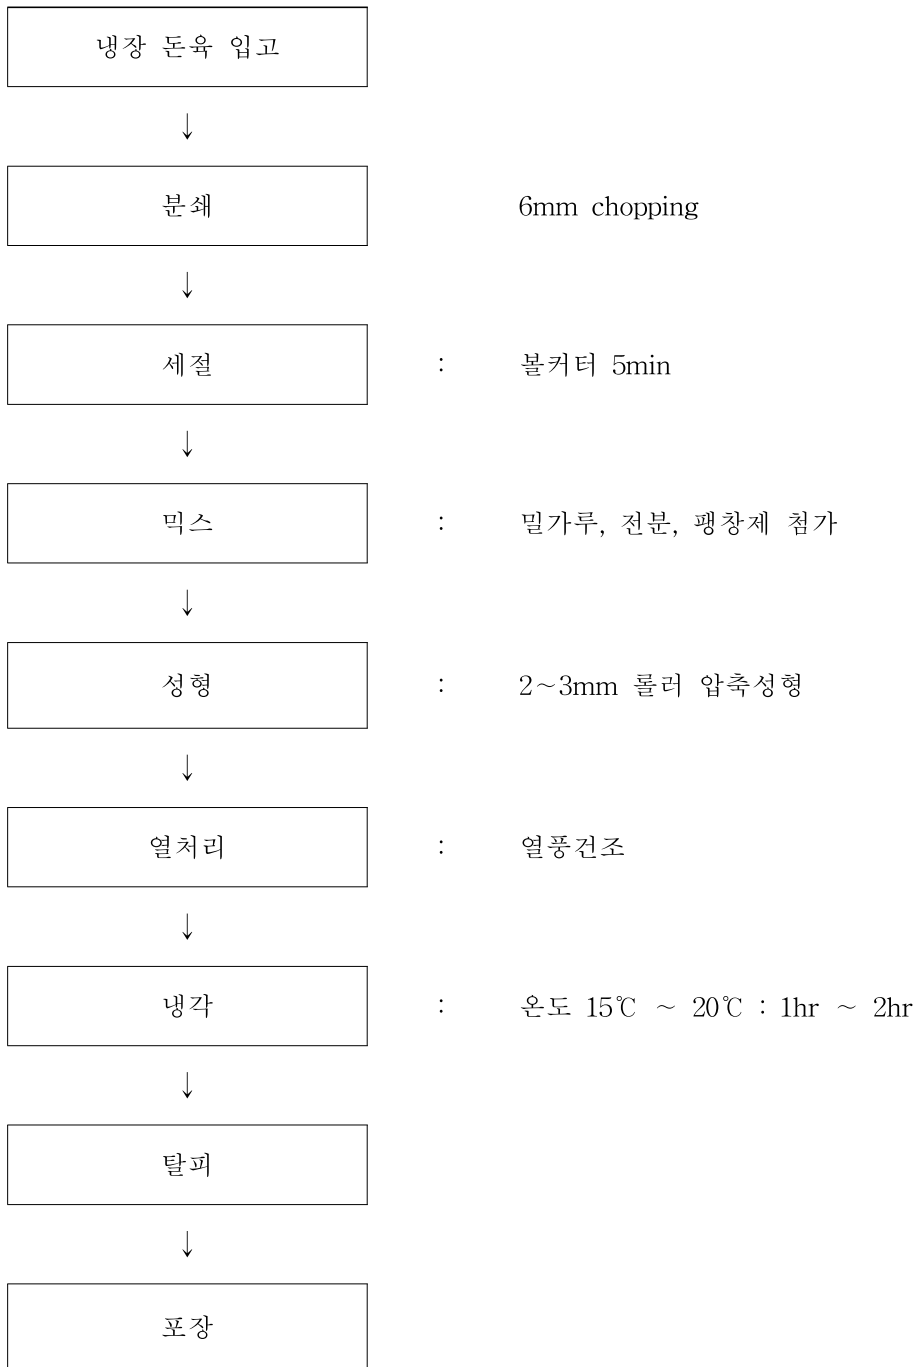 냉장 돈육 입고
↓
분쇄 6mm chopping
↓
세절 : 볼커터 5min
↓
믹스 : 밀가루, 전분, 팽창제 첨가
↓
성형 : 2~3mm 롤러 압축성형
↓
열처리 : 열풍건조
↓
냉각 : 온도 15℃ ~ 20℃ : 1hr ~ 2hr
↓
탈피
↓
포장